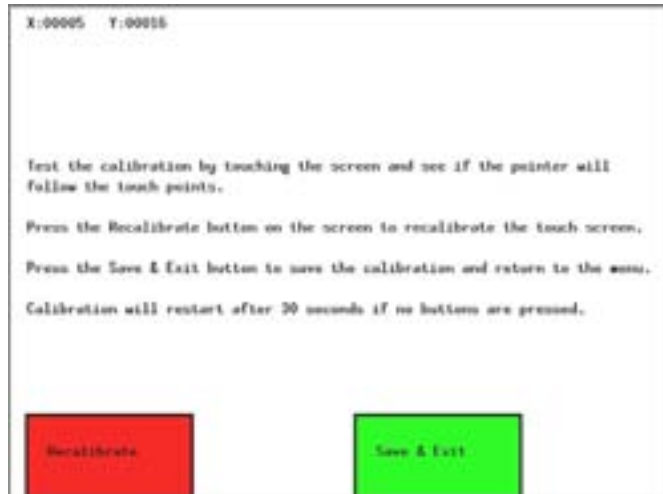 X:00005 Y:00016
Test the calibration by touching the screen and see if the pointer will
follow the touch points.
Press the Recalibrate button on the screen to recalibrate the touch screen.
Press the Save & Exit button to save the calibration and return to the menu.
Calibration will restart after 30 seconds if no buttons are pressed.
Recalibrate Save & Exit